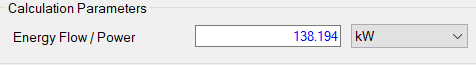 Calculation Parameters
Energy Flow / Power 138.194 kW